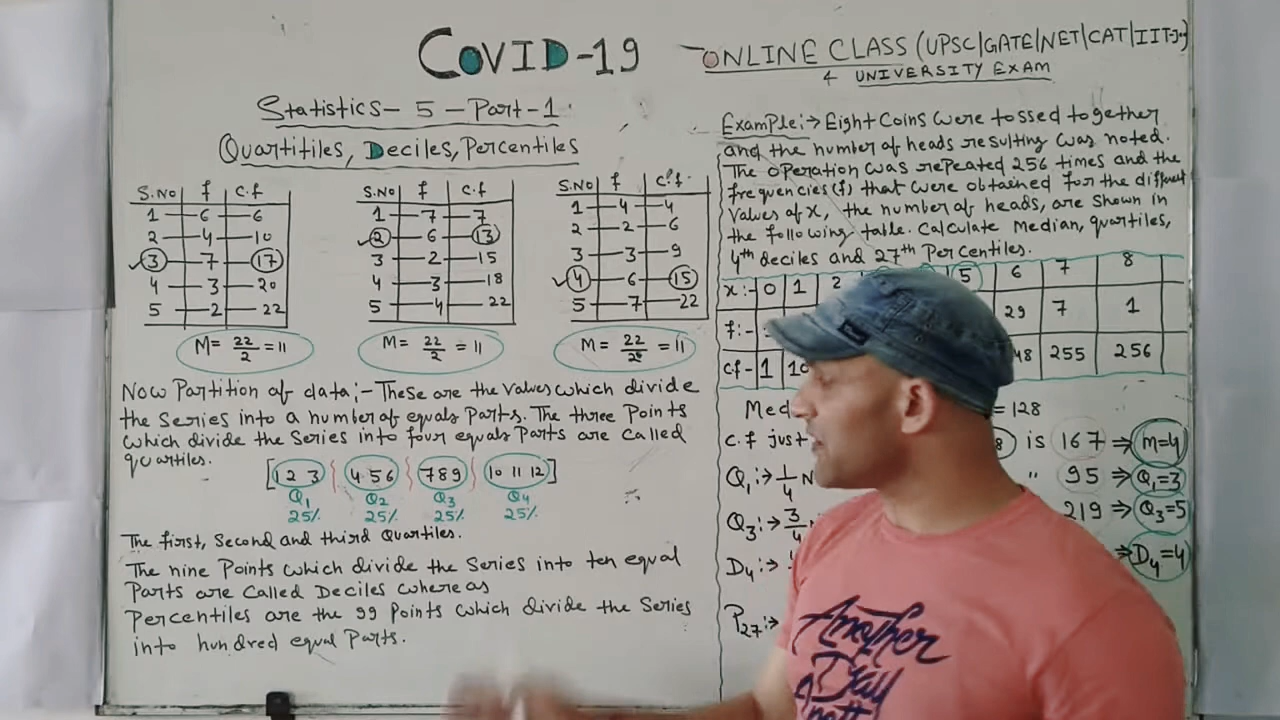 COVID-19
ONLINE CLASS (UPSC|GATE|NET|CAT|IIT-J
UNIVERSITY EXAM
Statistics- 5 - Part-1
Quartitiles, Deciles, Percentiles
S.No f c.f
1 6 6
2 4 10
3 7 17
4 3 20
5 2 22
M= 22/2 = 11
S.No f c.f
1 7 7
2 6 13
3 2 15
4 3 18
5 4 22
M= 22/2 = 11
S.No f c.f.
1 4 4
2 2 6
3 3 9
4 6 15
5 7 22
M= 22/2 = 11
Now Partition of data:- These are the values which divide
the Series into a number of equals Parts. The three Points
which divide the Series into four equals Parts are called
quartiles.
[1 2 3 4 5 6 7 8 9 10 11 12]
Q1 Q2 Q3 Q4
25% 25% 25% 25%
The first, Second and third Quartiles.
The nine Points which divide the Series into ten equal
Parts are called Deciles where as
Percentiles are the 99 Points which divide the Series
into hundred equal Parts.
Example:→ Eight Coins were tossed together
and the number of heads resulting was noted.
The operation was repeated 256 times and the
frequencies(f) that were obtained for the different
values of x, the number of heads, are shown in
the following table. Calculate Median, quartiles,
4th deciles and 27th Percentiles.
x:- 0 1 2 5 6 7 8
f:- 29 7 1
cf- 1 10 48 255 256
Med = 128
c.f just 8 is 167 ⇒ M=4
Q1:→ 1/4 N " 95 ⇒ Q1=3
Q3:→ 3/4 219 ⇒ Q3=5
D4:→ ⇒ D4=4
P27:→
Another
Day